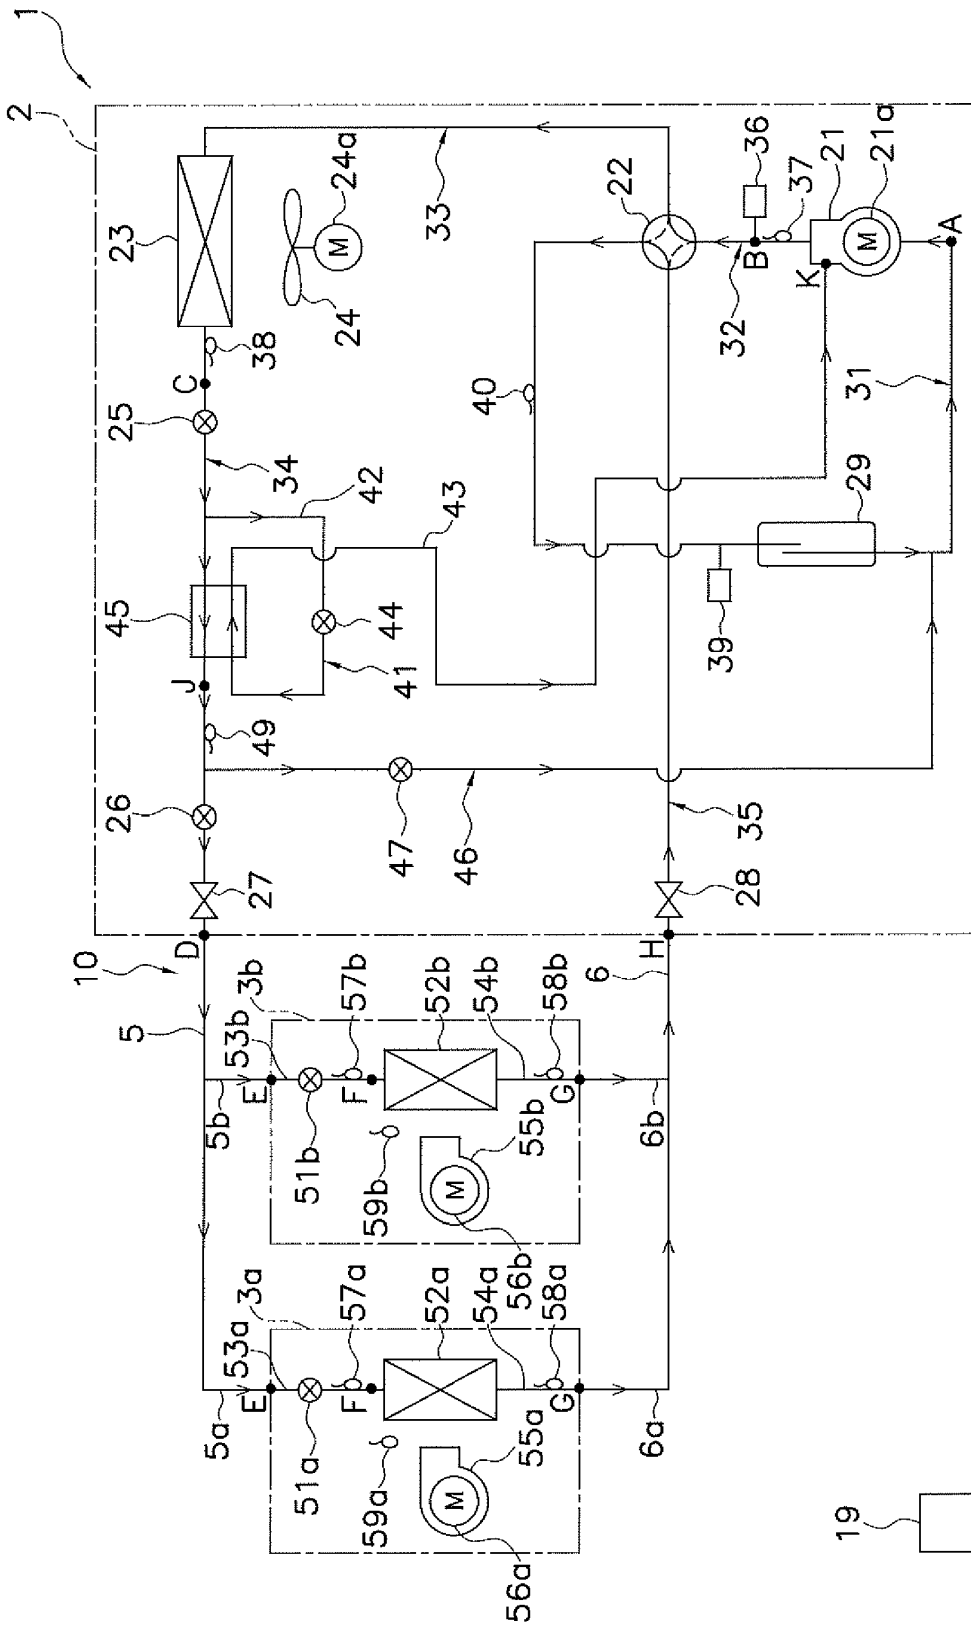 1
2
23
24
24a
M
33
22
36
37
21
21a
M
A
B
K
32
38
C
25
34
42
43
40
31
29
45
44
41
39
J
49
26
47
46
35
27
28
D
H
10
5
6
3b
53b
57b
52b
54b
58b
E
F
G
5b
51b
59b
M
55b
56b
6b
3a
53a
57a
52a
54a
58a
E
F
G
5a
51a
59a
M
55a
56a
6a
19